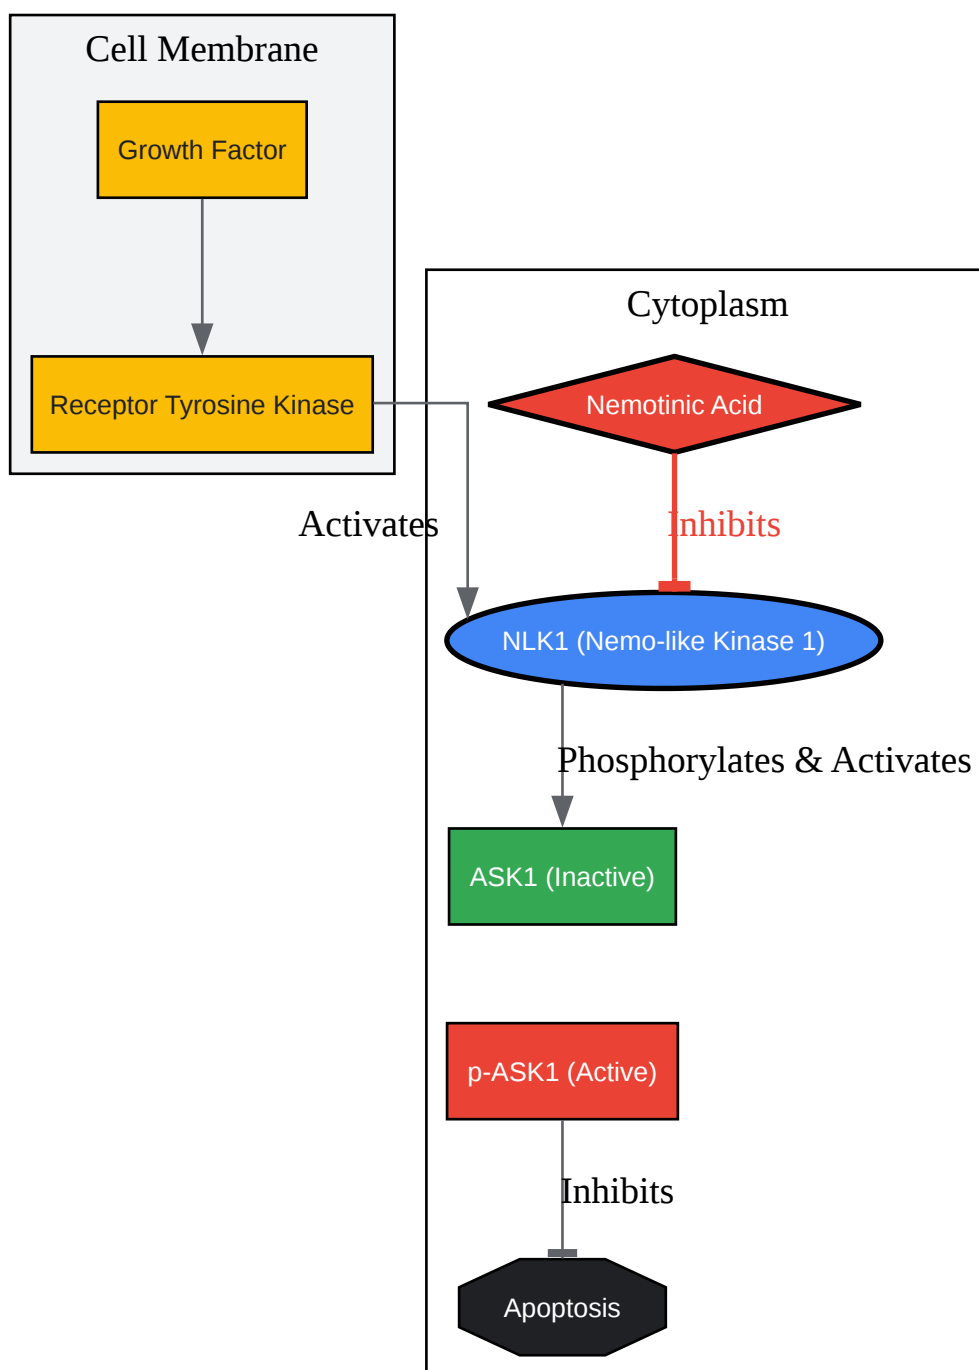 Cell Membrane
Growth Factor
Receptor Tyrosine Kinase
Activates
Cytoplasm
Nemotinic Acid
Inhibits
NLK1 (Nemo-like Kinase 1)
Phosphorylates & Activates
ASK1 (Inactive)
p-ASK1 (Active)
Inhibits
Apoptosis